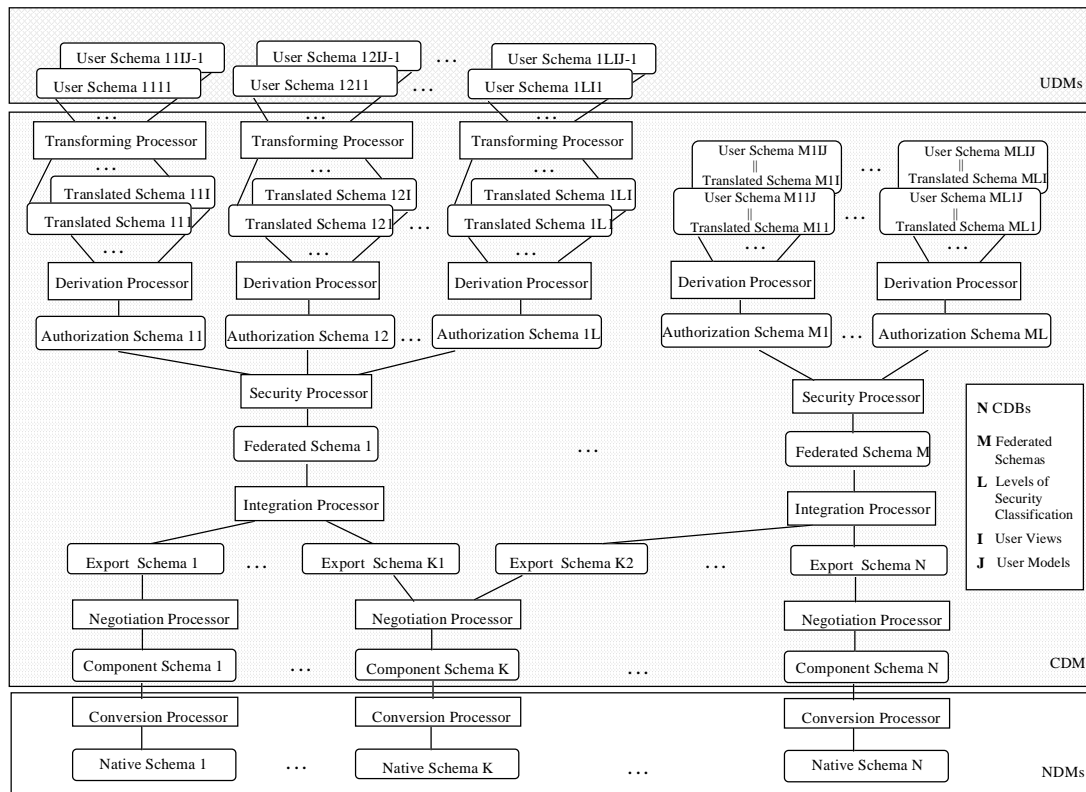 User Schema 11IJ-1
User Schema 12IJ-1
...
User Schema 1LIJ-1
User Schema 1111
User Schema 1211
...
User Schema 1LI1
UDMs
...
...
...
Transforming Processor
Transforming Processor
Transforming Processor
...
...
...
Translated Schema 11I
Translated Schema 12I
Translated Schema 1LI
Translated Schema 111
Translated Schema 121
...
Translated Schema 1L1
...
...
...
User Schema M1IJ
||
Translated Schema M1I
...
User Schema MLIJ
||
Translated Schema MLI
User Schema M11J
||
Translated Schema M11
...
User Schema ML1J
||
Translated Schema ML1
...
...
Derivation Processor
Derivation Processor
Derivation Processor
Derivation Processor
Derivation Processor
Authorization Schema 11
Authorization Schema 12
...
Authorization Schema 1L
Authorization Schema M1
...
Authorization Schema ML
Security Processor
Security Processor
Federated Schema 1
...
Federated Schema M
Integration Processor
Integration Processor
Export Schema 1
...
Export Schema K1
Export Schema K2
...
Export Schema N
Negotiation Processor
Negotiation Processor
Negotiation Processor
Component Schema 1
...
Component Schema K
...
Component Schema N
CDM
N CDBs
M Federated
Schemas
L Levels of
Security
Classification
I User Views
J User Models
Conversion Processor
Conversion Processor
Conversion Processor
Native Schema 1
...
Native Schema K
...
Native Schema N
NDMs